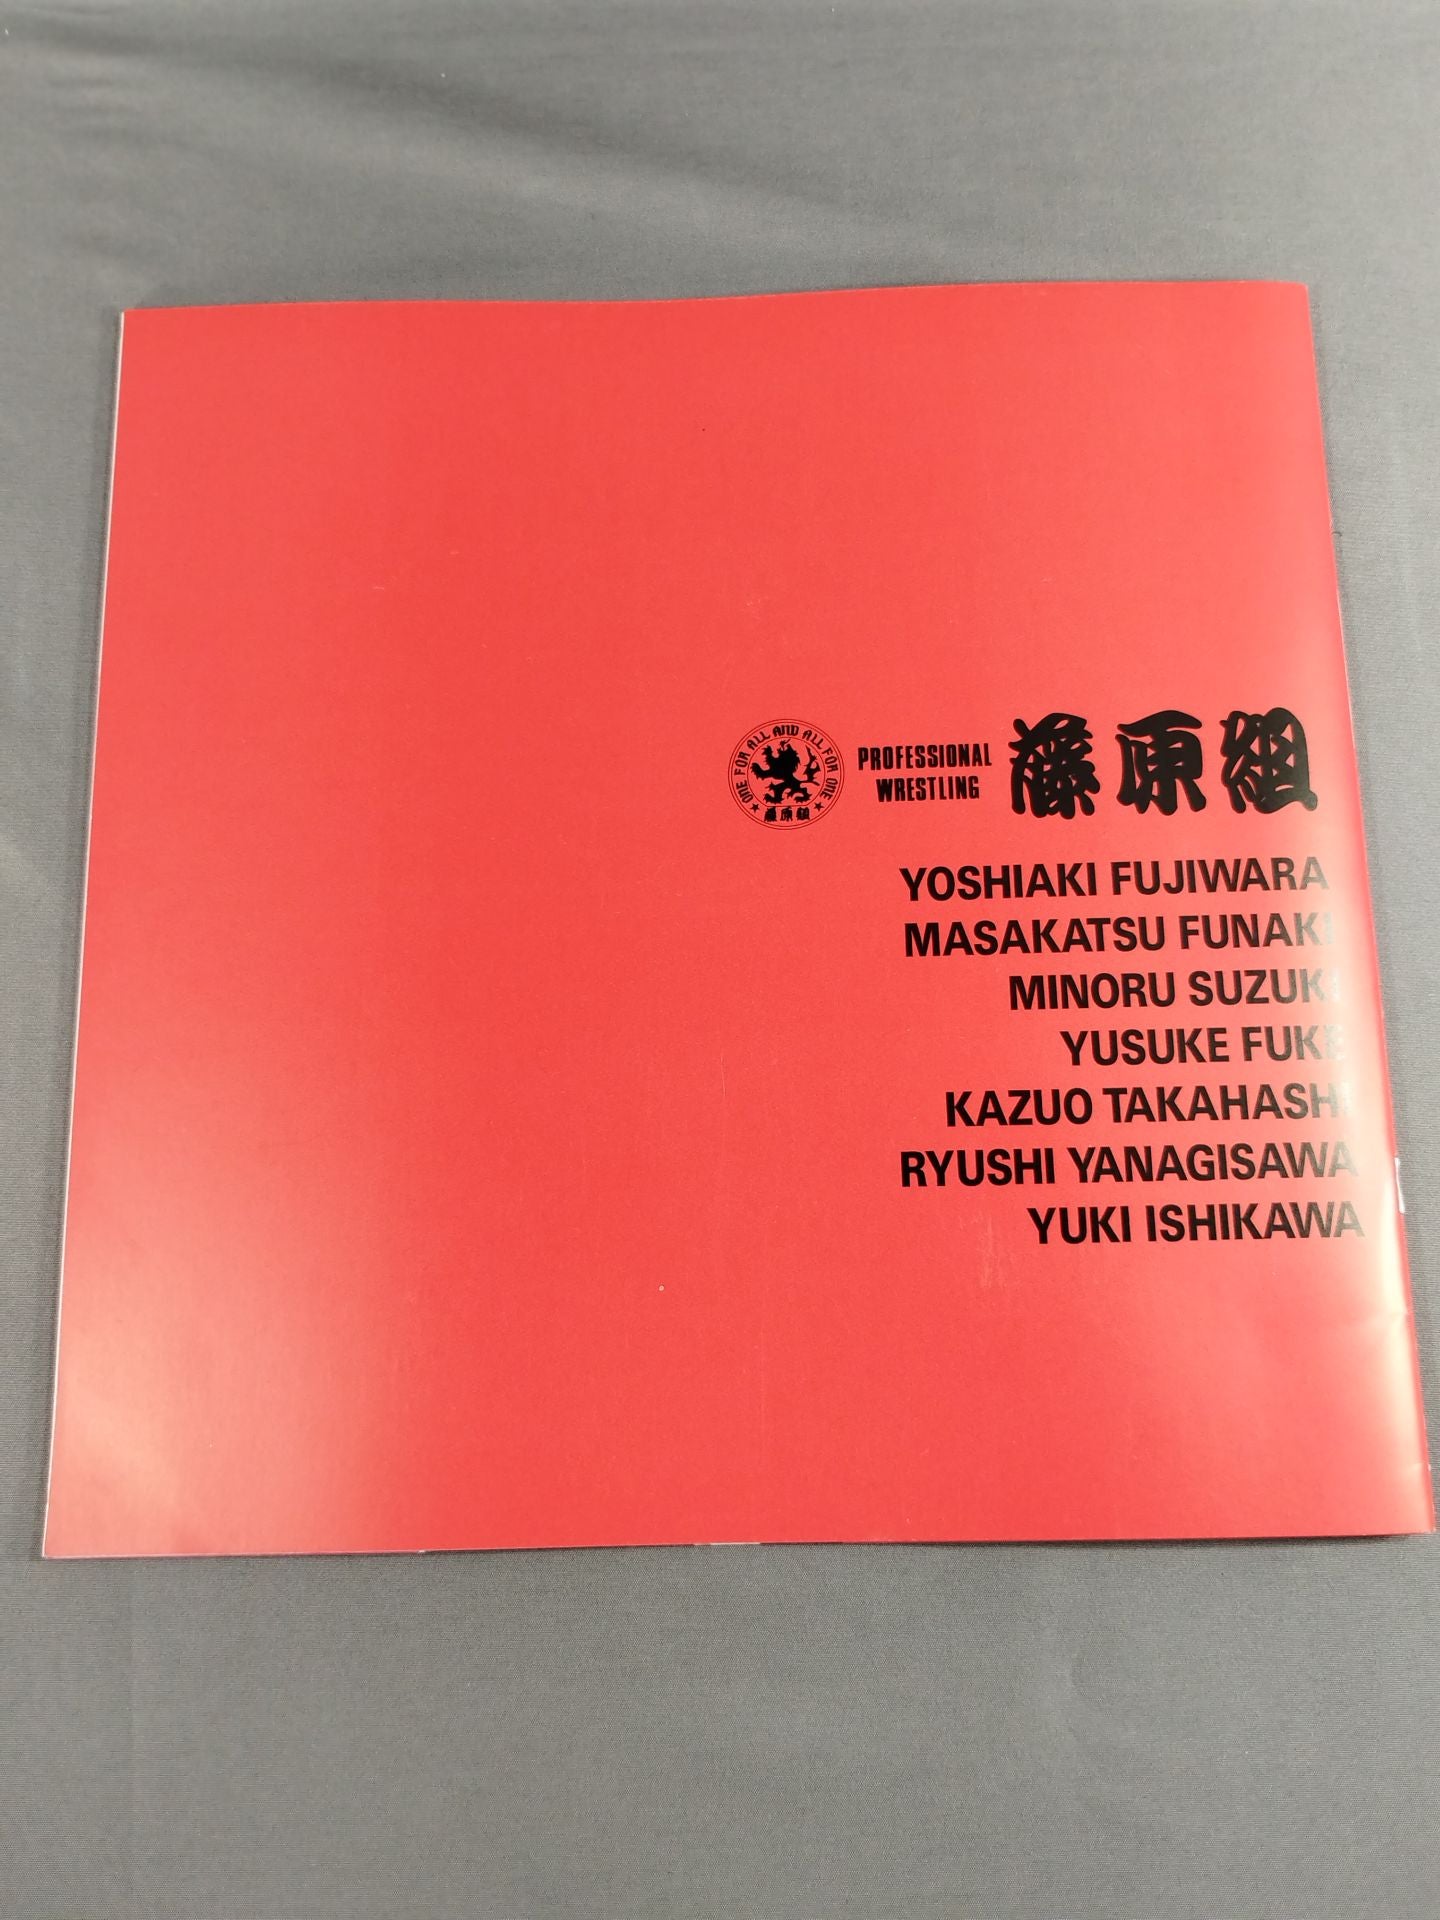 ONE FOR ALL AND ALL FOR ONE
藤原組
PROFESSIONAL
WRESTLING
藤原組
YOSHIAKI FUJIWARA
MASAKATSU FUNAKI
MINORU SUZUKI
YUSUKE FUKE
KAZUO TAKAHASHI
RYUSHI YANAGISAWA
YUKI ISHIKAWA